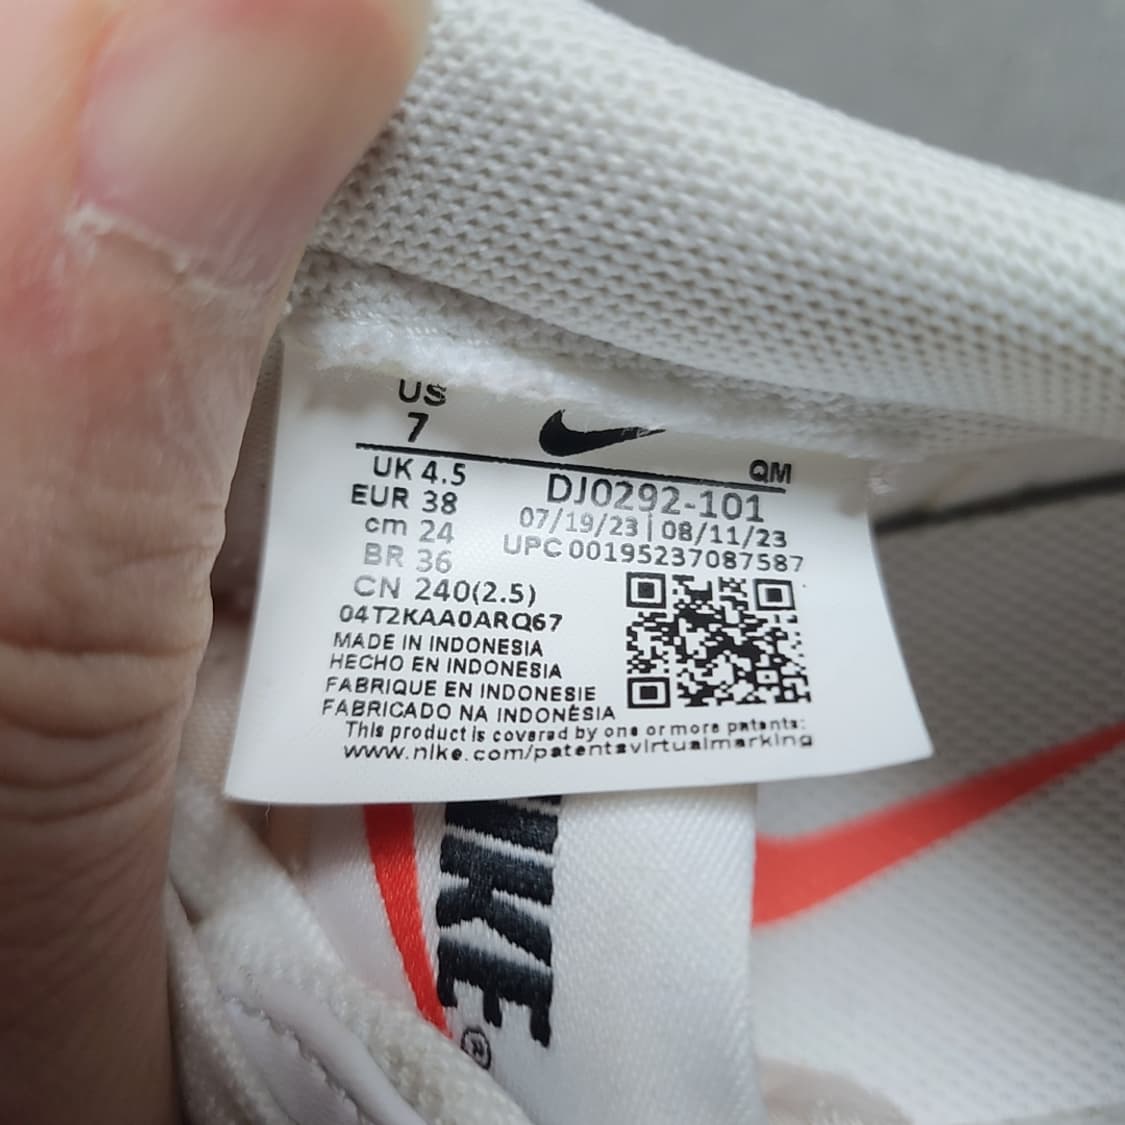 US
7
QM
UK 4.5
EUR 38
cm 24
BR 36
CN 240(2.5)
DJ0292-101
07/19/23 | 08/11/23
UPC 00195237087587
04T2KAA0ARQ67
MADE IN INDONESIA
HECHO EN INDONESIA
FABRIQUE EN INDONESIE
FABRICADO NA INDONÉSIA
This product is covered by one or more patents:
www.nike.com/patentsvirtualmarking
NIKE®